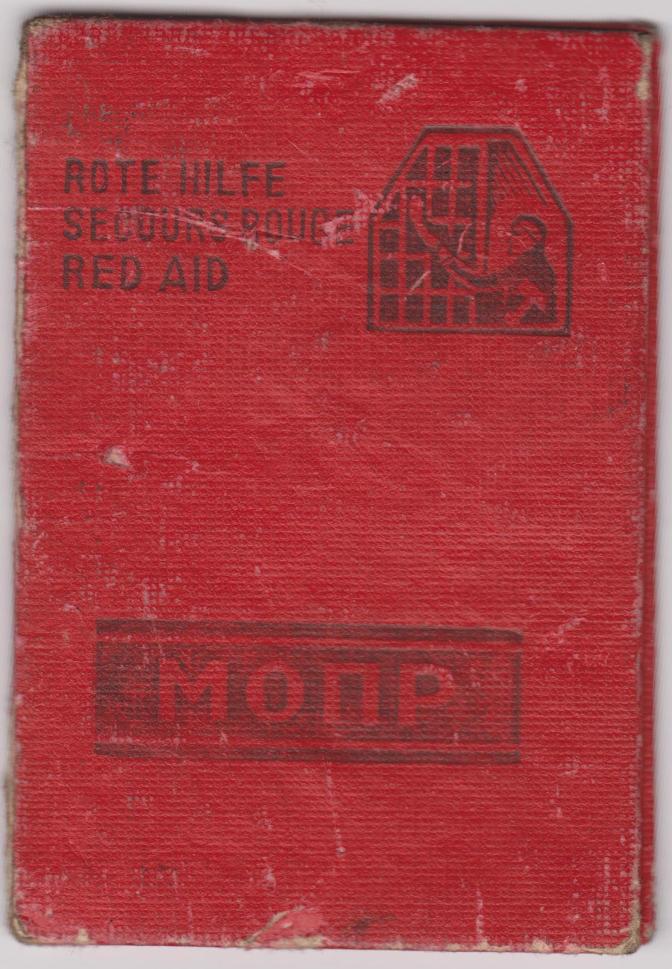 ROTE HILFE
SECOURS ROUGE
RED AID
МОПР